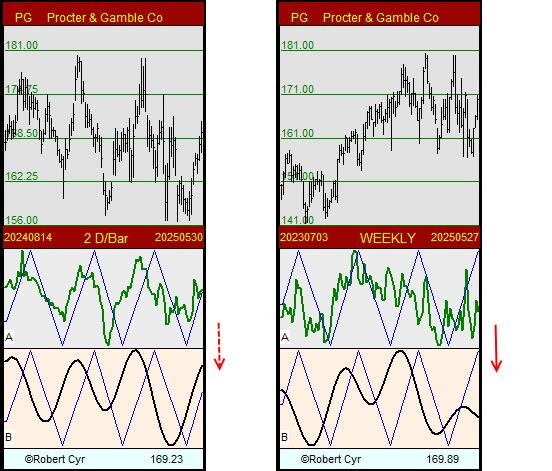 PG Procter & Gamble Co
181.00
168.50
162.25
156.00
20240814 2 D/Bar 20250530
A
B
©Robert Cyr 169.23
PG Procter & Gamble Co
181.00
171.00
161.00
141.00
20230703 WEEKLY 20250527
A
B
©Robert Cyr 169.89